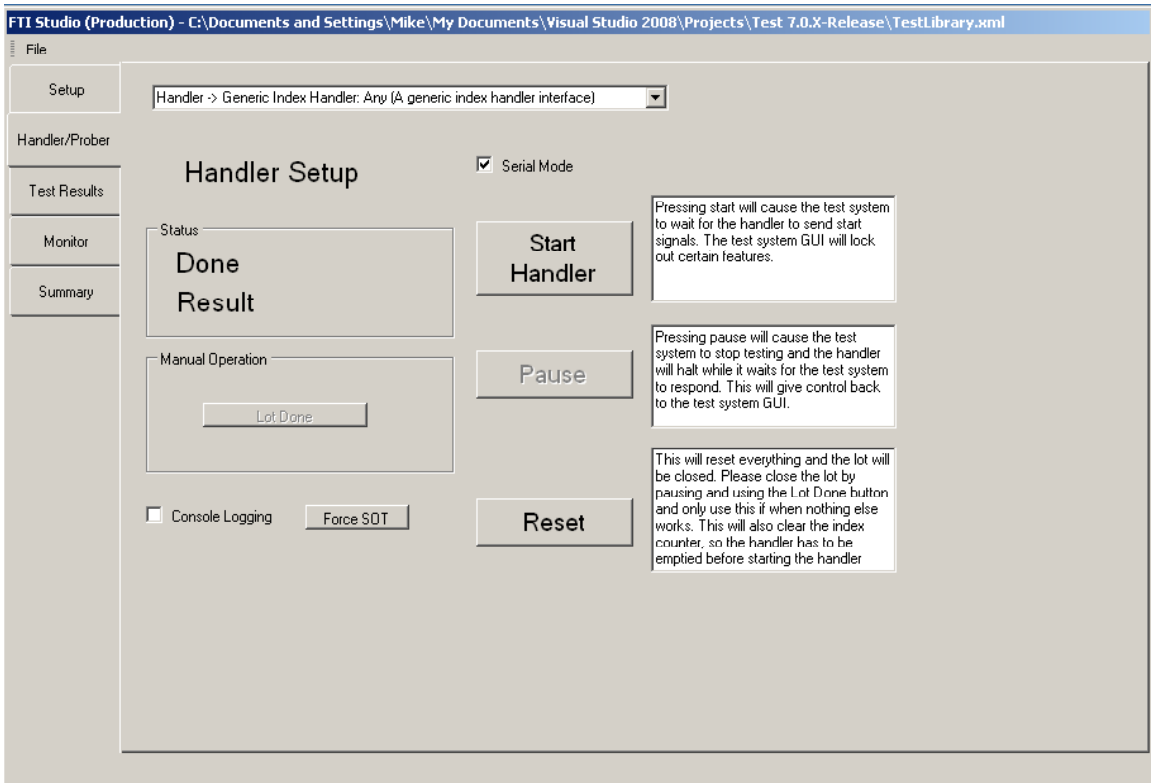 FTI Studio (Production) - C:\Documents and Settings\Mike\My Documents\Visual Studio 2008\Projects\Test 7.0.X-Release\TestLibrary.xml
File
Setup
Handler/Prober
Test Results
Monitor
Summary
Handler -> Generic Index Handler: Any (A generic index handler interface)
Handler Setup
Serial Mode
Status
Done
Result
Manual Operation
Lot Done
Console Logging
Force SOT
Start
Handler
Pressing start will cause the test system
to wait for the handler to send start
signals. The test system GUI will lock
out certain features.
Pause
Pressing pause will cause the test
system to stop testing and the handler
will halt while it waits for the test system
to respond. This will give control back
to the test system GUI.
Reset
This will reset everything and the lot will
be closed. Please close the lot by
pausing and using the Lot Done button
and only use this if when nothing else
works. This will also clear the index
counter, so the handler has to be
emptied before starting the handler